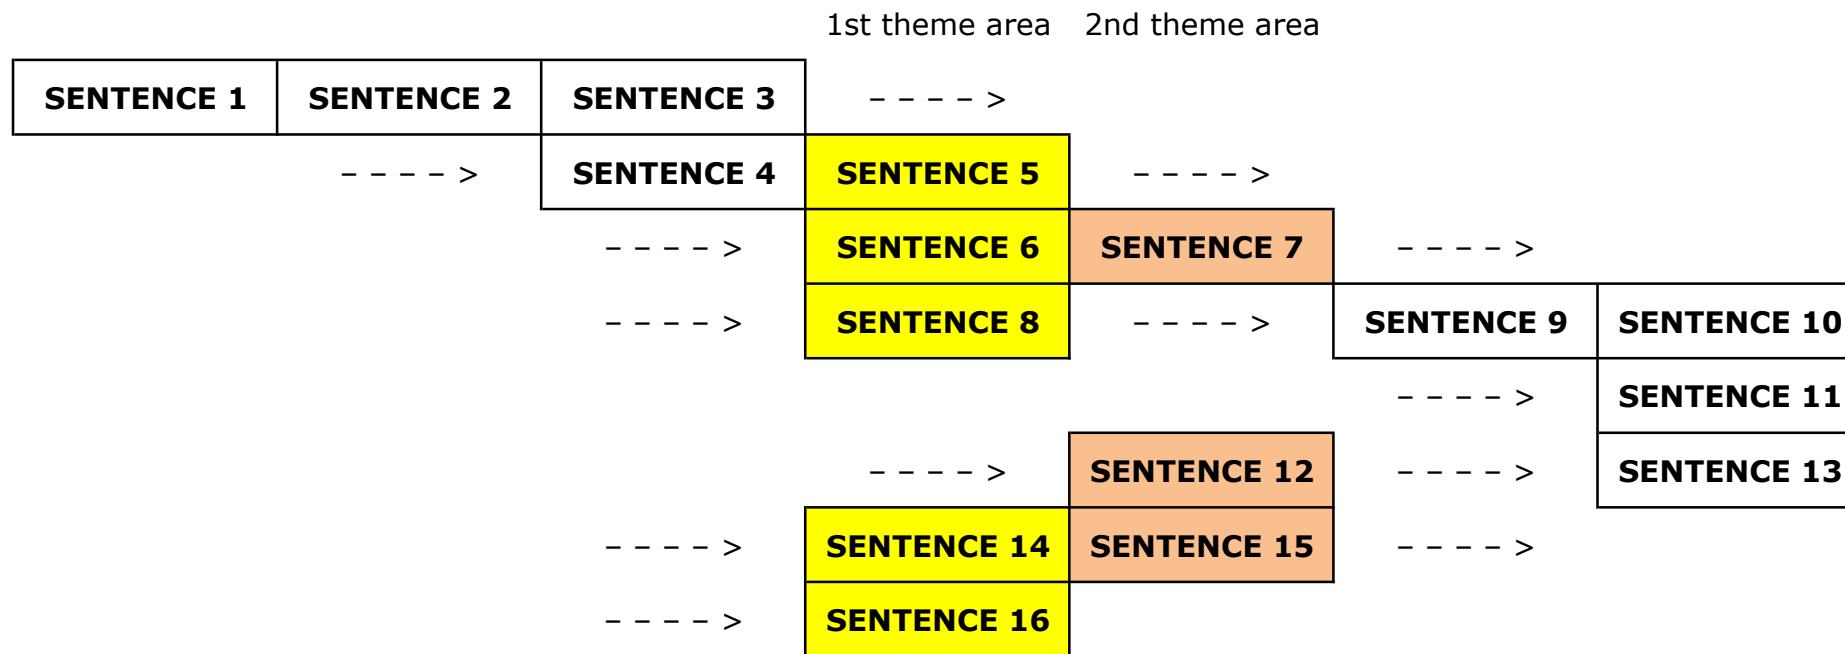 1st theme area 2nd theme area
SENTENCE 1 SENTENCE 2 SENTENCE 3 – – – – >
– – – – > SENTENCE 4 SENTENCE 5 – – – – >
– – – – > SENTENCE 6 SENTENCE 7 – – – – >
– – – – > SENTENCE 8 – – – – > SENTENCE 9 SENTENCE 10
– – – – > SENTENCE 11
– – – – > SENTENCE 12 – – – – > SENTENCE 13
– – – – > SENTENCE 14 SENTENCE 15 – – – – >
– – – – > SENTENCE 16